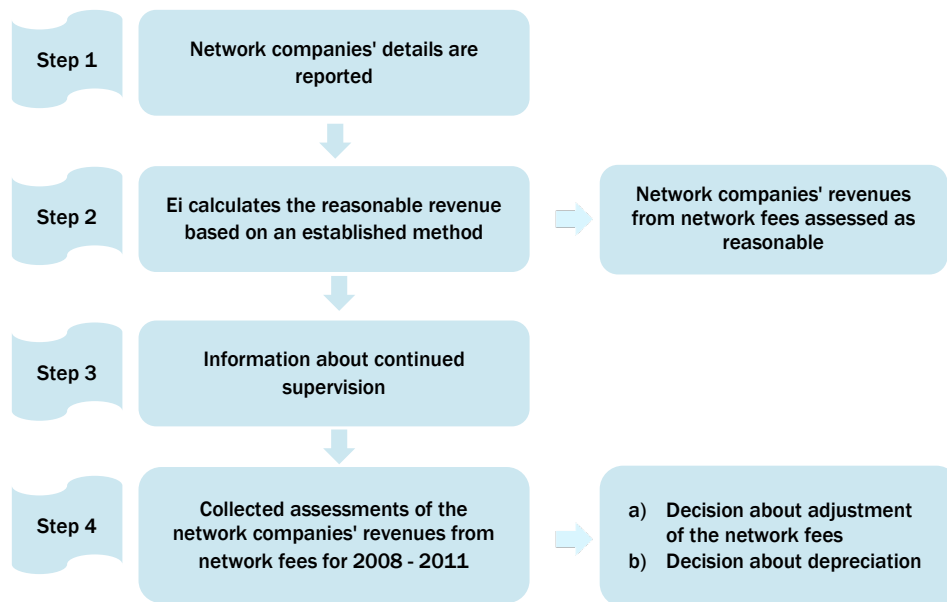 Step 1
Network companies' details are
reported
Step 2
Ei calculates the reasonable revenue
based on an established method
Network companies' revenues
from network fees assessed as
reasonable
Step 3
Information about continued
supervision
Step 4
Collected assessments of the
network companies' revenues from
network fees for 2008 - 2011
a) Decision about adjustment
of the network fees
b) Decision about depreciation